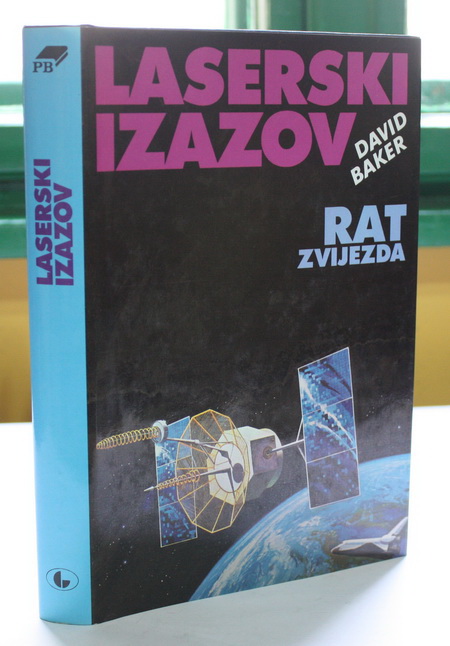 PB
LASERSKI
IZAZOV
LASERSKI
IZAZOV
DAVID
BAKER
RAT
ZVIJEZDA